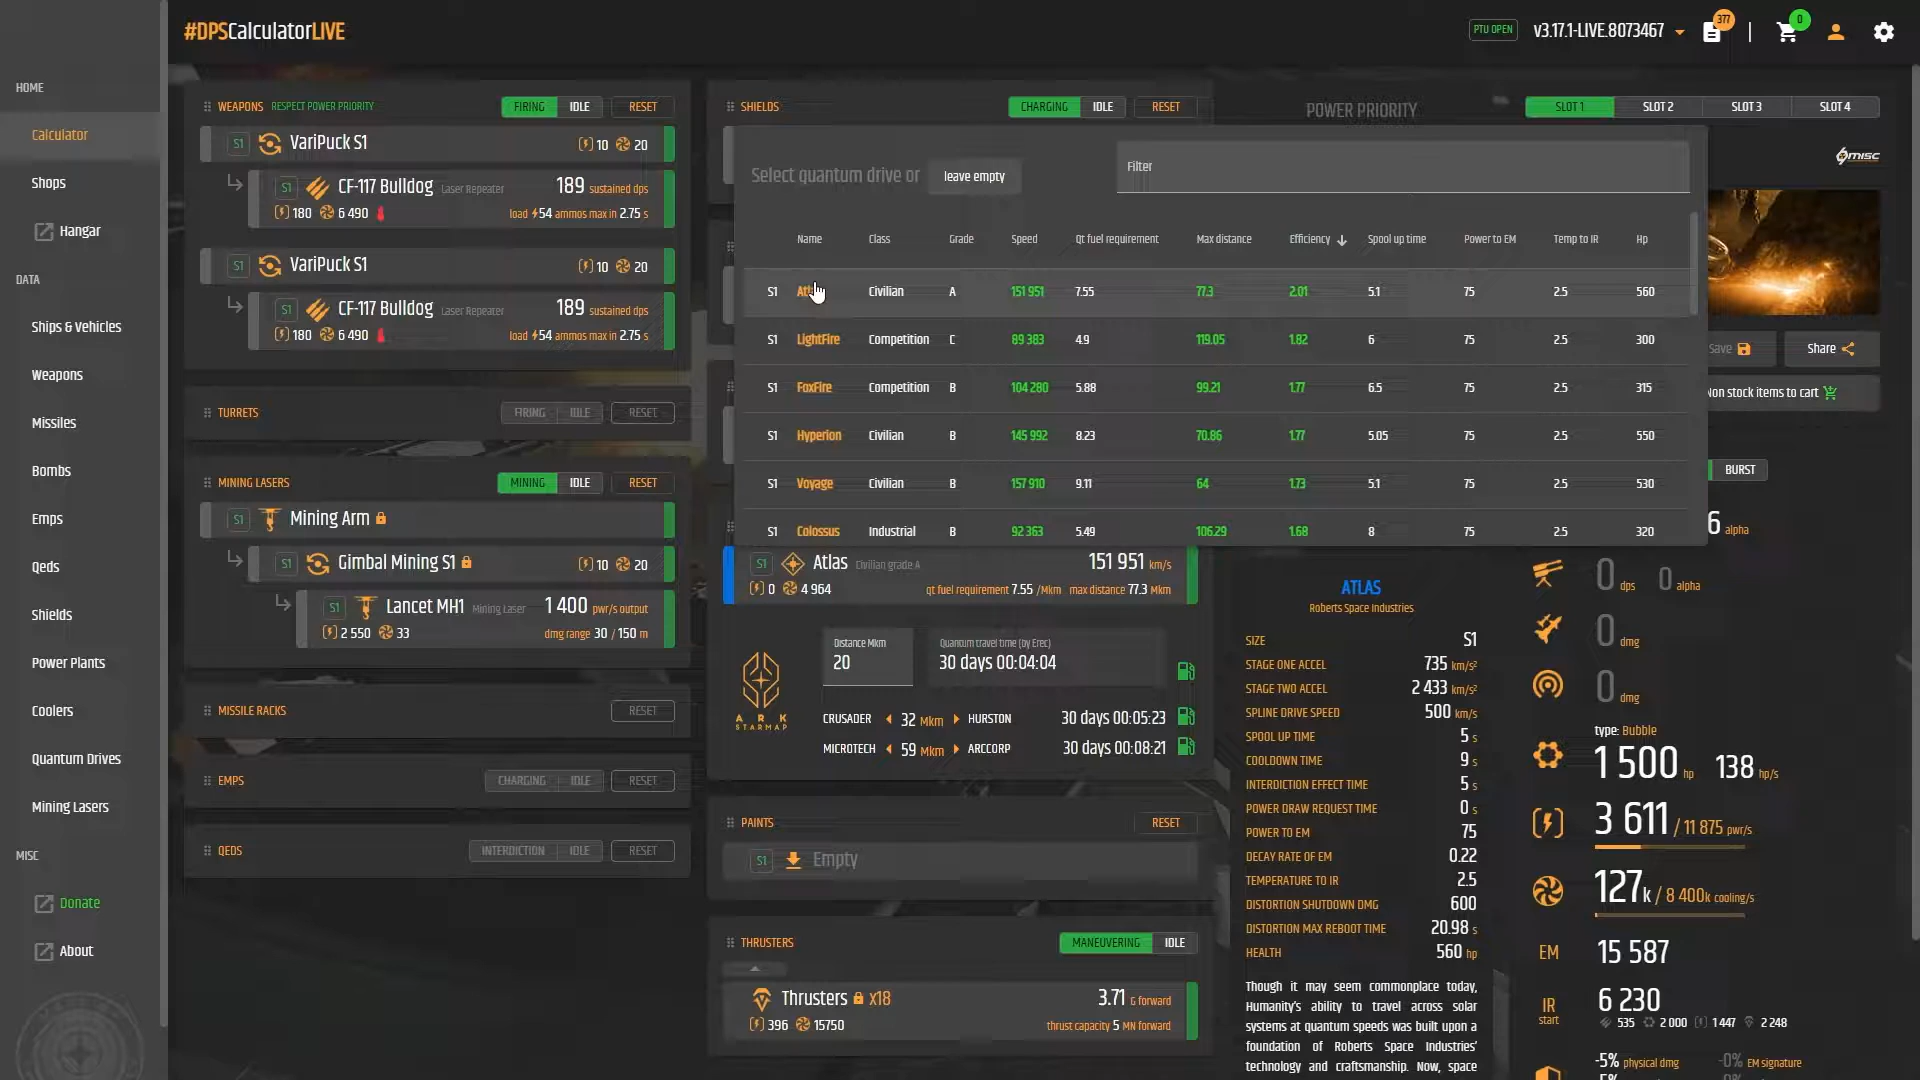 #DPSCalculatorLIVE
PTU OPEN
v3.17.1-LIVE.8073467
377
0
HOME
Calculator
Shops
Hangar
DATA
Ships & Vehicles
Weapons
Missiles
Bombs
Emps
Qeds
Shields
Power Plants
Coolers
Quantum Drives
Mining Lasers
MISC
Donate
About
WEAPONS RESPECT POWER PRIORITY FIRING IDLE RESET
S1 VariPuck S1 10 20
S1 CF-117 Bulldog Laser Repeater 189 sustained dps
180 6 490 load 54 ammos max in 2.75 s
S1 VariPuck S1 10 20
S1 CF-117 Bulldog Laser Repeater 189 sustained dps
180 6 490 load 54 ammos max in 2.75 s
TURRETS FIRING IDLE RESET
MINING LASERS MINING IDLE RESET
S1 Mining Arm
S1 Gimbal Mining S1 10 20
S1 Lancet MH1 Mining Laser 1 400 pwr/s output
2 550 33 dmg range 30 / 150 m
MISSILE RACKS RESET
EMPS CHARGING IDLE RESET
QEDS INTERDICTION IDLE RESET
SHIELDS CHARGING IDLE RESET
Select quantum drive or leave empty
Filter
Name Class Grade Speed Qt fuel requirement Max distance Efficiency Spool up time Power to EM Temp to IR Hp
S1 Civilian A 151 951 7.55 77.3 2.01 5.1 75 2.5 560
S1 LightFire Competition C 89 383 4.9 119.05 1.82 6 75 2.5 300
S1 FoxFire Competition B 104 280 5.88 99.21 1.77 6.5 75 2.5 315
S1 Hyperion Civilian B 145 992 8.23 70.86 1.77 5.05 75 2.5 550
S1 Voyage Civilian B 157 910 9.11 64 1.73 5.1 75 2.5 530
S1 Colossus Industrial B 92 363 5.49 106.29 1.68 8 75 2.5 320
S1 Atlas Civilian grade A 151 951 km/s
0 4 964 qt fuel requirement 7.55 /Mkm max distance 77.3 Mkm
Distance Mkm
20
Quantum travel time (by Erec)
30 days 00:04:04
ARK
STARMAP
CRUSADER 32 Mkm HURSTON 30 days 00:05:23
MICROTECH 59 Mkm ARCCORP 30 days 00:08:21
PAINTS RESET
S1 Empty
THRUSTERS MANEUVERING IDLE
Thrusters x18 3.71 G forward
396 15750 thrust capacity 5 MN forward
POWER PRIORITY
ATLAS
Roberts Space Industries
SIZE S1
STAGE ONE ACCEL 735 km/s²
STAGE TWO ACCEL 2 433 km/s²
SPLINE DRIVE SPEED 500 km/s
SPOOL UP TIME 5 s
COOLDOWN TIME 9 s
INTERDICTION EFFECT TIME 5 s
POWER DRAW REQUEST TIME 0 s
POWER TO EM 75
DECAY RATE OF EM 0.22
TEMPERATURE TO IR 2.5
DISTORTION SHUTDOWN DMG 600
DISTORTION MAX REBOOT TIME 20.98 s
HEALTH 560 hp
Though it may seem commonplace today,
Humanity's ability to travel across solar
systems at quantum speeds was built upon a
foundation of Roberts Space Industries'
technology and craftsmanship. Now, space
SLOT 1 SLOT 2 SLOT 3 SLOT 4
MISC
Save Share
Non stock items to cart
BURST
6 alpha
0 dps 0 alpha
0 dmg
0 dmg
type: Bubble
1 500 hp 138 hp/s
3 611 / 11 875 pwr/s
127k / 8 400k cooling/s
EM 15 587
IR start 6 230
535 2 000 1 447 2 248
-5% physical dmg -0% EM signature